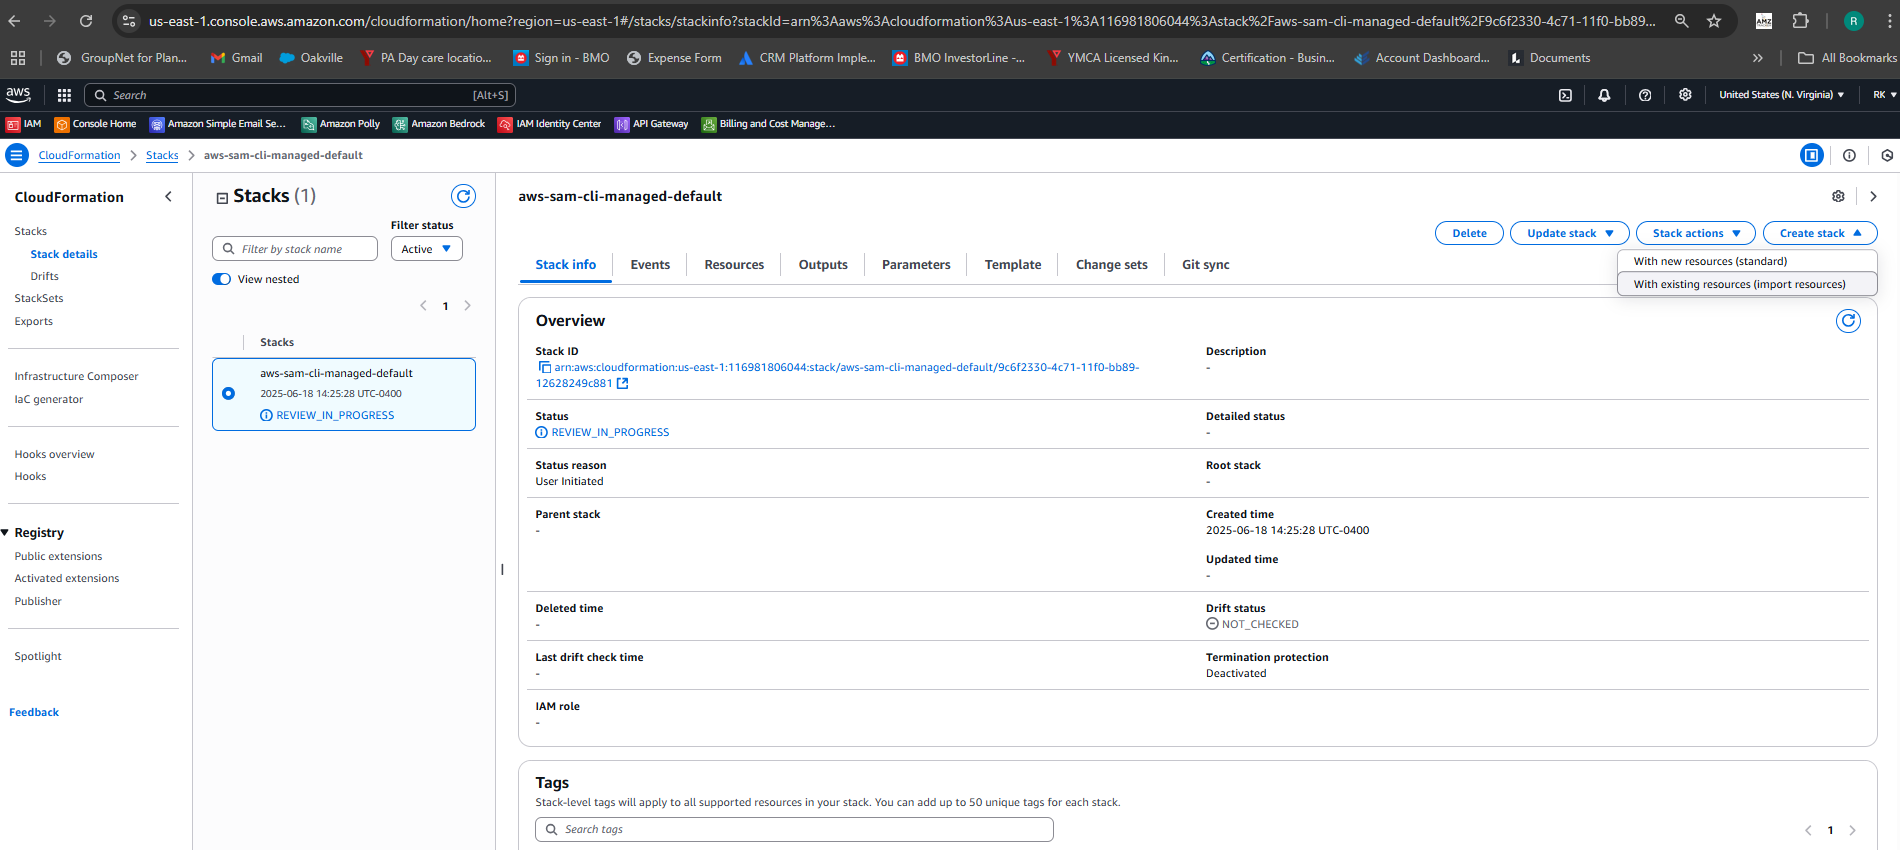 us-east-1.console.aws.amazon.com/cloudformation/home?region=us-east-1#/stacks/stackinfo?stackId=arn%3Aaws%3Acloudformation%3Aus-east-1%3A116981806044%3Astack%2Faws-sam-cli-managed-default%2F9c6f2330-4c71-11f0-bb89...
AMZ
R
GroupNet for Plan...
Gmail
Oakville
PA Day care locatio...
Sign in - BMO
Expense Form
CRM Platform Imple...
BMO InvestorLine -...
YMCA Licensed Kin...
Certification - Busin...
Account Dashboard...
Documents
»
All Bookmarks
aws
Search
[Alt+S]
United States (N. Virginia)
RK
IAM
Console Home
Amazon Simple Email Se...
Amazon Polly
Amazon Bedrock
IAM Identity Center
API Gateway
Billing and Cost Manage...
CloudFormation
Stacks
aws-sam-cli-managed-default
CloudFormation
Stacks
Stack details
Drifts
StackSets
Exports
Infrastructure Composer
IaC generator
Hooks overview
Hooks
Registry
Public extensions
Activated extensions
Publisher
Spotlight
Feedback
Stacks (1)
Filter status
Filter by stack name
Active
View nested
1
Stacks
aws-sam-cli-managed-default
2025-06-18 14:25:28 UTC-0400
REVIEW_IN_PROGRESS
aws-sam-cli-managed-default
Delete
Update stack
Stack actions
Create stack
With new resources (standard)
With existing resources (import resources)
Stack info
Events
Resources
Outputs
Parameters
Template
Change sets
Git sync
Overview
Stack ID
arn:aws:cloudformation:us-east-1:116981806044:stack/aws-sam-cli-managed-default/9c6f2330-4c71-11f0-bb89-
12628249c881
Description
-
Status
REVIEW_IN_PROGRESS
Detailed status
-
Status reason
User Initiated
Root stack
-
Parent stack
-
Created time
2025-06-18 14:25:28 UTC-0400
Updated time
-
Deleted time
-
Drift status
NOT_CHECKED
Last drift check time
-
Termination protection
Deactivated
IAM role
-
Tags
Stack-level tags will apply to all supported resources in your stack. You can add up to 50 unique tags for each stack.
Search tags
1